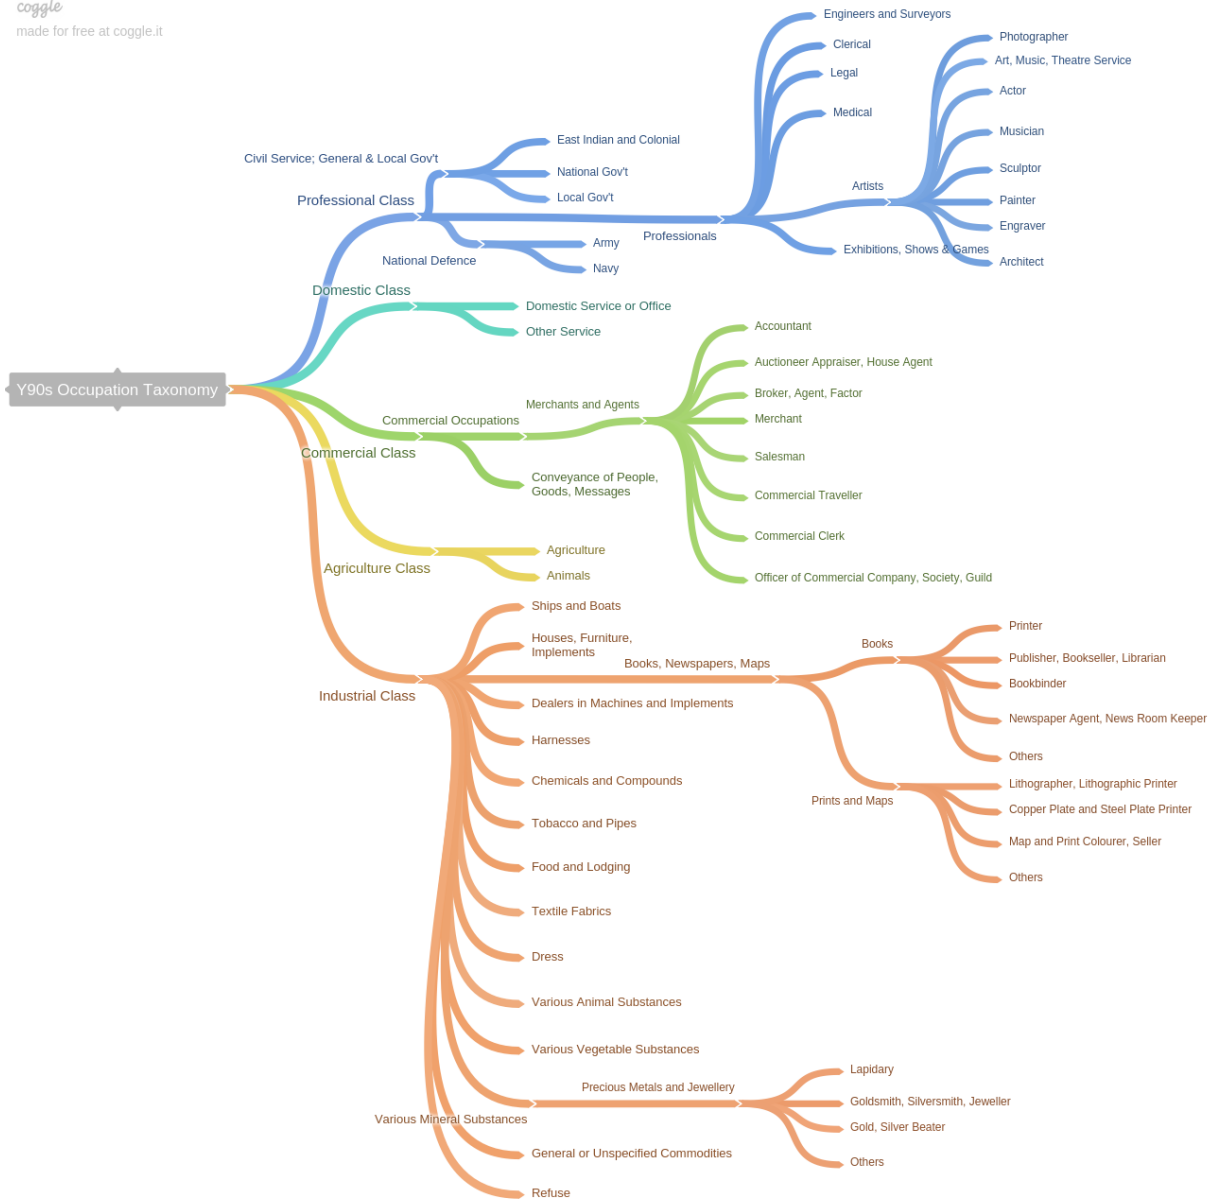 coggle
made for free at coggle.it
Y90s Occupation Taxonomy
Professional Class
Civil Service; General & Local Gov't
East Indian and Colonial
National Gov't
Local Gov't
Professionals
Engineers and Surveyors
Clerical
Legal
Medical
Artists
Photographer
Art, Music, Theatre Service
Actor
Musician
Sculptor
Painter
Engraver
Architect
Exhibitions, Shows & Games
National Defence
Army
Navy
Domestic Class
Domestic Service or Office
Other Service
Commercial Class
Commercial Occupations
Merchants and Agents
Accountant
Auctioneer Appraiser, House Agent
Broker, Agent, Factor
Merchant
Salesman
Commercial Traveller
Commercial Clerk
Officer of Commercial Company, Society, Guild
Conveyance of People,
Goods, Messages
Agriculture Class
Agriculture
Animals
Industrial Class
Ships and Boats
Houses, Furniture,
Implements
Books, Newspapers, Maps
Books
Printer
Publisher, Bookseller, Librarian
Bookbinder
Newspaper Agent, News Room Keeper
Others
Prints and Maps
Lithographer, Lithographic Printer
Copper Plate and Steel Plate Printer
Map and Print Colourer, Seller
Others
Dealers in Machines and Implements
Harnesses
Chemicals and Compounds
Tobacco and Pipes
Food and Lodging
Textile Fabrics
Dress
Various Animal Substances
Various Vegetable Substances
Various Mineral Substances
Precious Metals and Jewellery
Lapidary
Goldsmith, Silversmith, Jeweller
Gold, Silver Beater
Others
General or Unspecified Commodities
Refuse